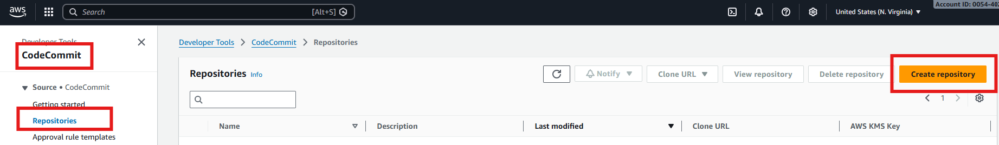 aws
Search
[Alt+S]
United States (N. Virginia)
Account ID: 0054-402
Developer Tools
CodeCommit
Source • CodeCommit
Getting started
Repositories
Approval rule templates
Developer Tools
CodeCommit
Repositories
Repositories Info
Notify
Clone URL
View repository
Delete repository
Create repository
1
Name
Description
Last modified
Clone URL
AWS KMS Key